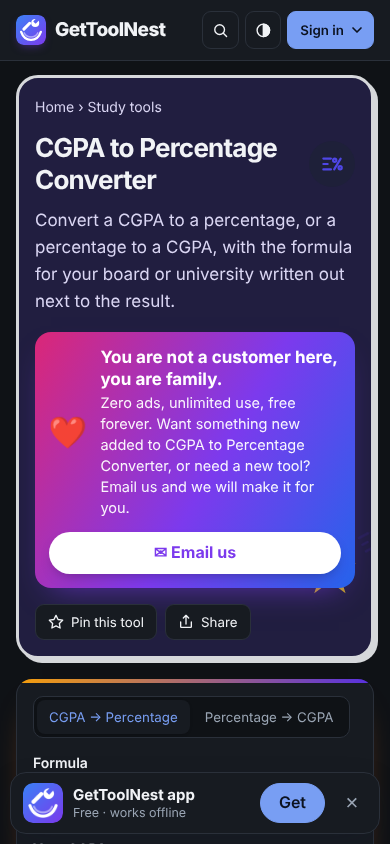 GetToolNest
Sign in
Home › Study tools
CGPA to Percentage
Converter
Convert a CGPA to a percentage, or a
percentage to a CGPA, with the formula
for your board or university written out
next to the result.
You are not a customer here,
you are family.
Zero ads, unlimited use, free
forever. Want something new
added to CGPA to Percentage
Converter, or need a new tool?
Email us and we will make it for
you.
✉ Email us
Pin this tool
Share
CGPA → Percentage
Percentage → CGPA
Formula
GetToolNest app
Free · works offline
Get
✕